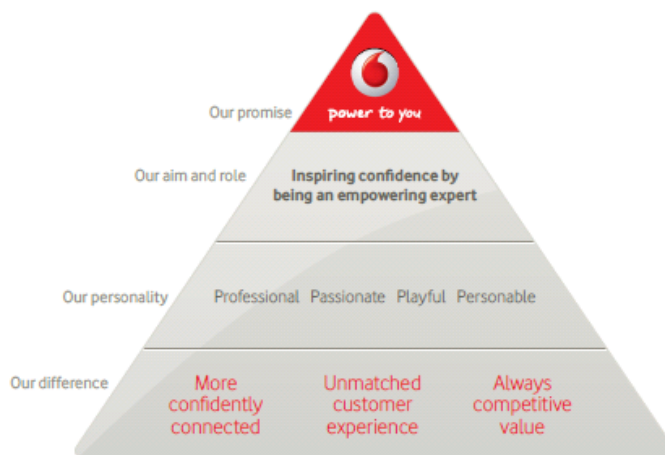 Our promise
power to you
Our aim and role
Inspiring confidence by
being an empowering expert
Our personality
Professional Passionate Playful Personable
Our difference
More
confidently
connected
Unmatched
customer
experience
Always
competitive
value